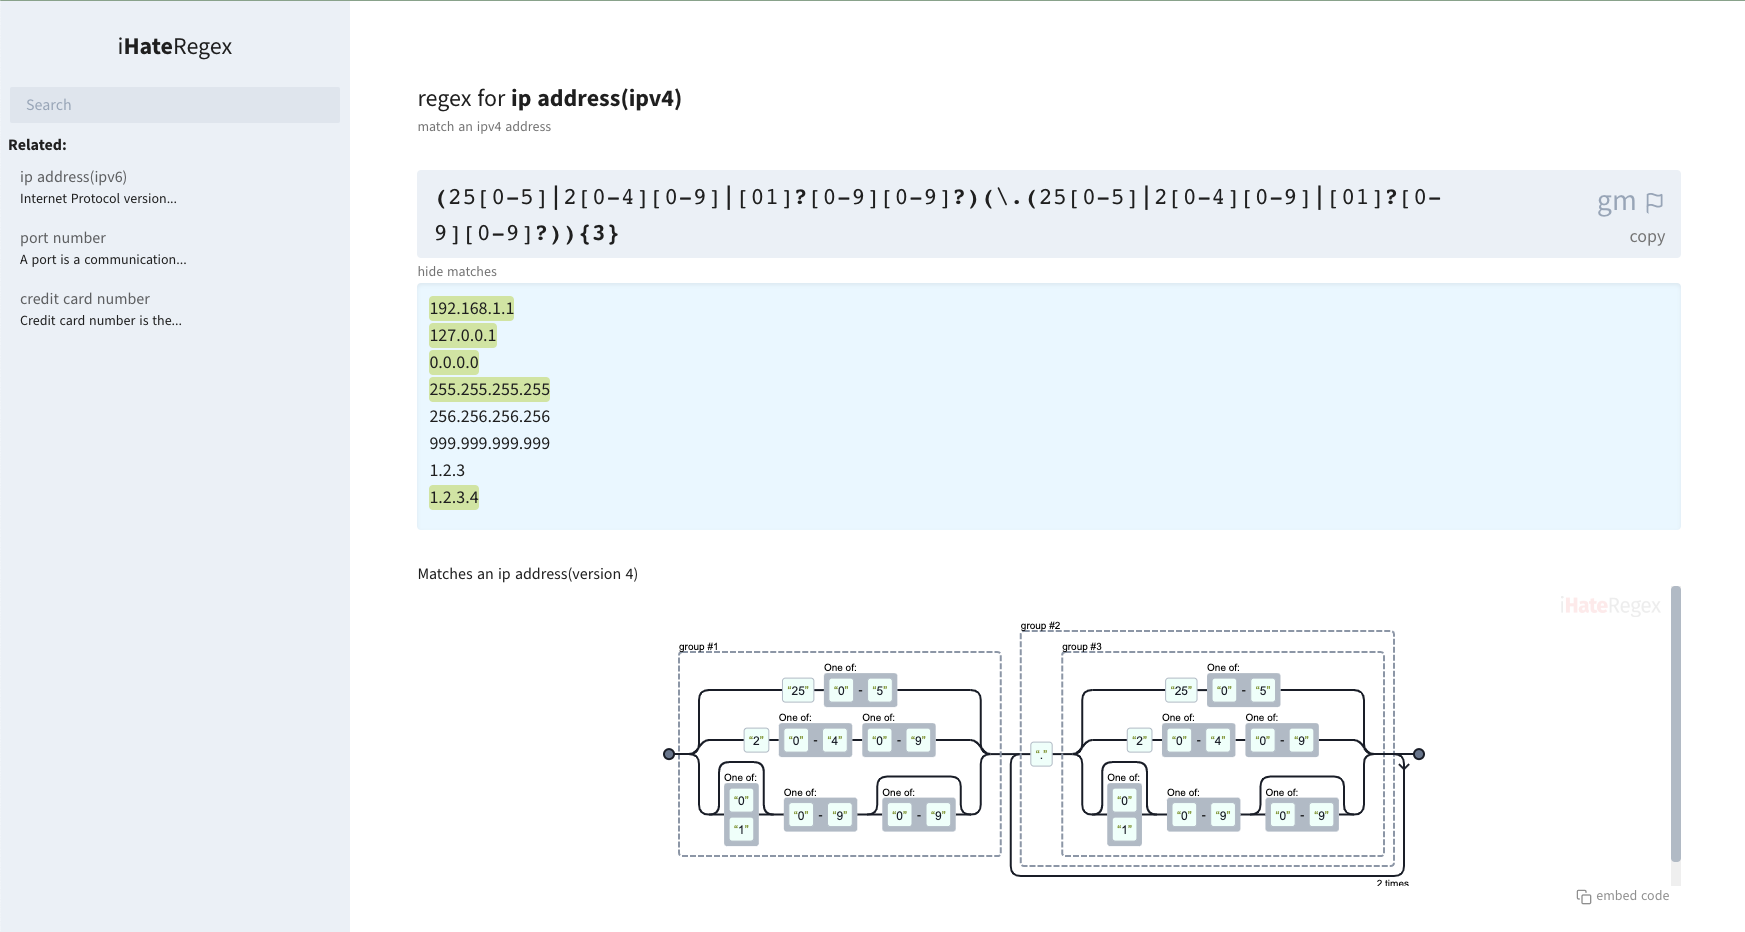 iHateRegex
Search
Related:
ip address(ipv6)
Internet Protocol version...
port number
A port is a communication...
credit card number
Credit card number is the...
regex for ip address(ipv4)
match an ipv4 address
(25[0-5]|2[0-4][0-9]|[01]?[0-9][0-9]?)(\.(25[0-5]|2[0-4][0-9]|[01]?[0-
9][0-9]?)){3}
gm
copy
hide matches
192.168.1.1
127.0.0.1
0.0.0.0
255.255.255.255
256.256.256.256
999.999.999.999
1.2.3
1.2.3.4
Matches an ip address(version 4)
iHateRegex
group #1
One of:
"25" "0" - "5"
One of: One of:
"2" "0" - "4" "0" - "9"
One of:
"0"
"1"
One of: One of:
"0" - "9" "0" - "9"
group #2
"."
group #3
One of:
"25" "0" - "5"
One of: One of:
"2" "0" - "4" "0" - "9"
One of:
"0"
"1"
One of: One of:
"0" - "9" "0" - "9"
2 times
embed code